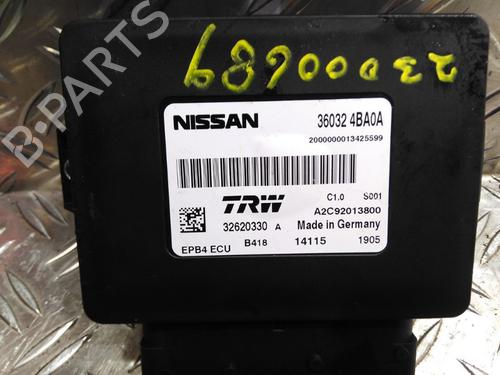 23000689
NISSAN 36032 4BA0A
2000000013425599
TRW C1.0 S001
A2C92013800
32620330 A Made in Germany
EPB4 ECU B418 14115 1905
B-PARTS